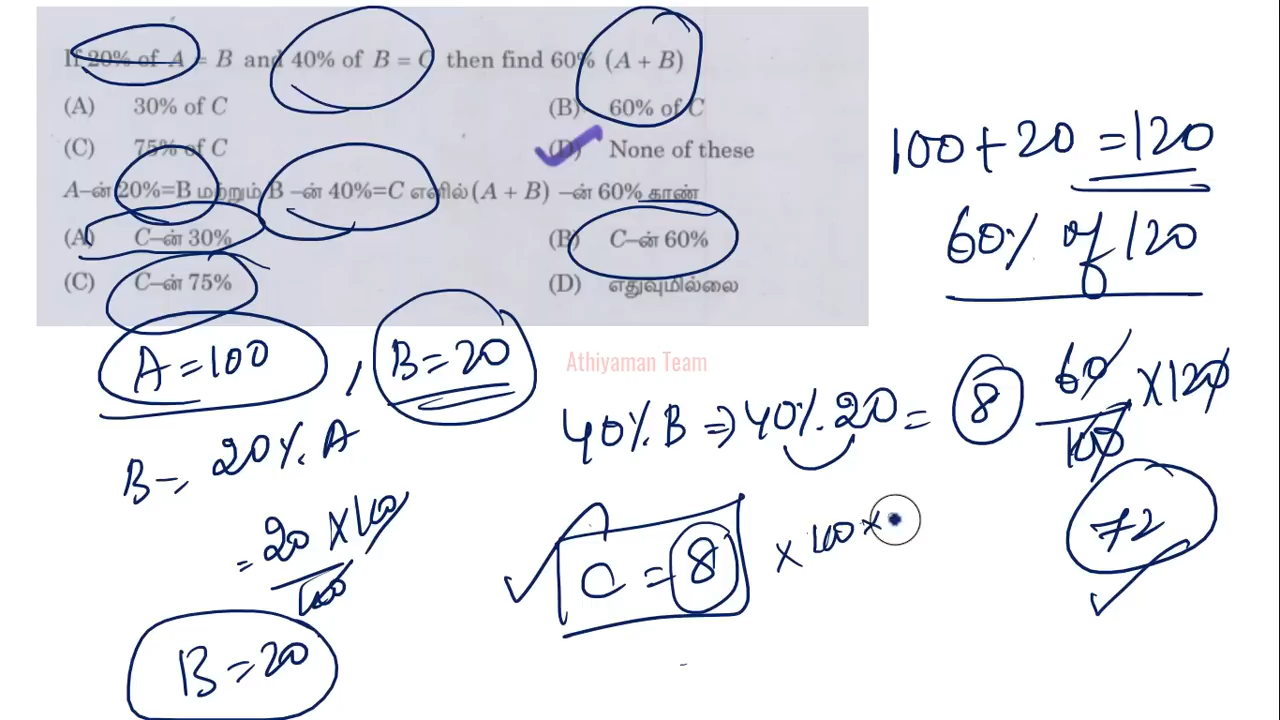 If 20% of A = B and 40% of B = C then find 60% (A + B)
(A) 30% of C (B) 60% of C
(C) 75% of C (D) None of these
A–ன் 20%=B மற்றும் B –ன் 40%=C எனில் (A + B) –ன் 60% காண்
(A) C–ன் 30% (B) C–ன் 60%
(C) C–ன் 75% (D) எதுவுமில்லை
100 + 20 = 120
60% of 120
A = 100 , B = 20
Athiyaman Team
B = 20% A
= 20 × 100
100
B = 20
40% B ⇒ 40% 20 = 8
C = 8 × 100 ×
60 × 120
100
72